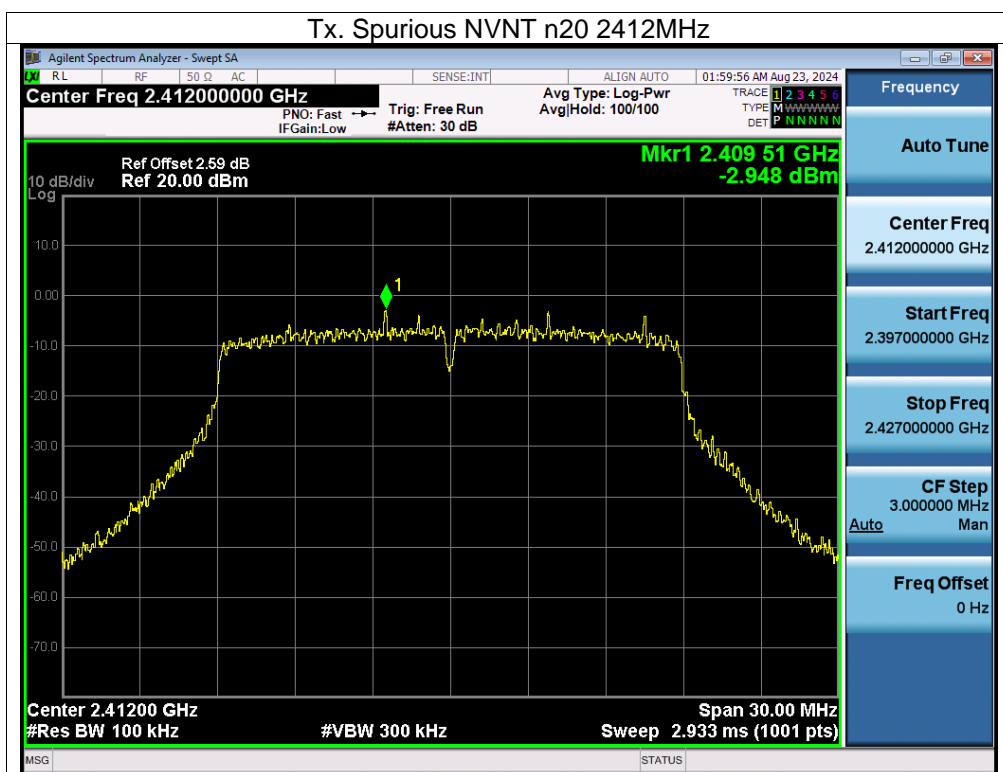 Tx. Spurious NVNT n20 2412MHz
Agilent Spectrum Analyzer - Swept SA
LXI RL RF 50 Ω AC SENSE:INT ALIGN AUTO 01:59:56 AM Aug 23, 2024
Center Freq 2.412000000 GHz
PNO: Fast
IFGain:Low
Trig: Free Run
#Atten: 30 dB
Avg Type: Log-Pwr
Avg|Hold: 100/100
TRACE 1 2 3 4 5 6
TYPE M WWWWW
DET P N N N N N
Mkr1 2.409 51 GHz
-2.948 dBm
Ref Offset 2.59 dB
10 dB/div Ref 20.00 dBm
Log
1
10.0
0.00
-10.0
-20.0
-30.0
-40.0
-50.0
-60.0
-70.0
Center 2.41200 GHz Span 30.00 MHz
#Res BW 100 kHz #VBW 300 kHz Sweep 2.933 ms (1001 pts)
MSG STATUS
Frequency
Auto Tune
Center Freq
2.412000000 GHz
Start Freq
2.397000000 GHz
Stop Freq
2.427000000 GHz
CF Step
3.000000 MHz
Auto Man
Freq Offset
0 Hz